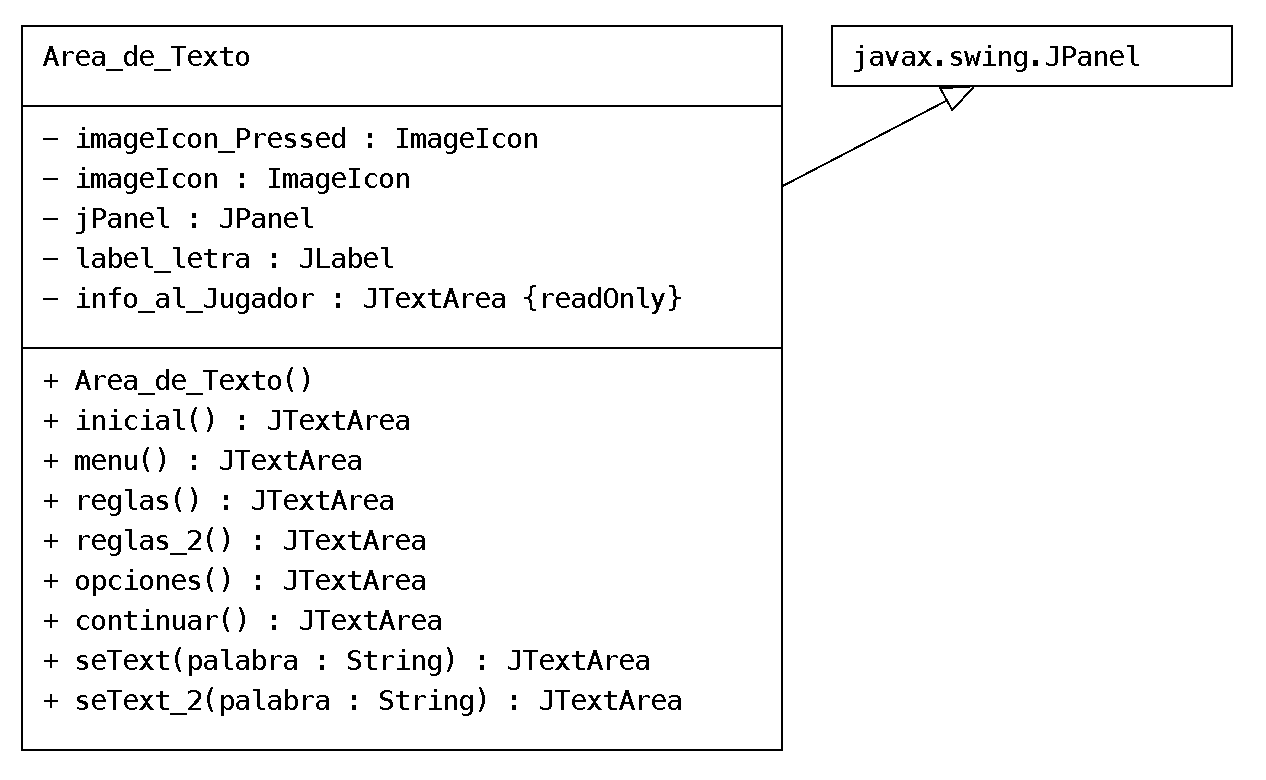 Area_de_Texto
− imageIcon_Pressed : ImageIcon
− imageIcon : ImageIcon
− jPanel : JPanel
− label_letra : JLabel
− info_al_Jugador : JTextArea {readOnly}
+ Area_de_Texto()
+ inicial() : JTextArea
+ menu() : JTextArea
+ reglas() : JTextArea
+ reglas_2() : JTextArea
+ opciones() : JTextArea
+ continuar() : JTextArea
+ seText(palabra : String) : JTextArea
+ seText_2(palabra : String) : JTextArea
javax.swing.JPanel